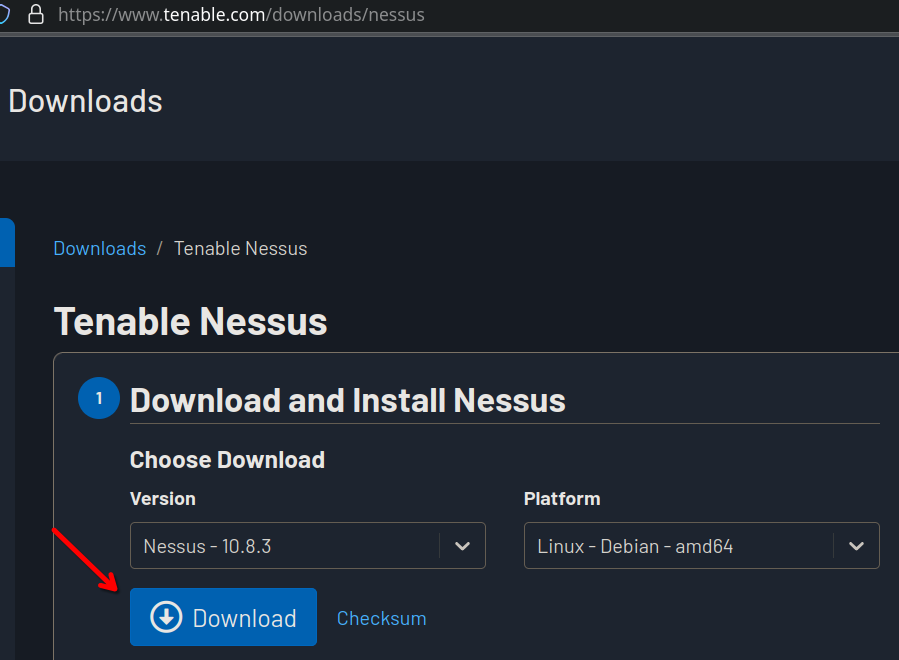 https://www.tenable.com/downloads/nessus
Downloads
Downloads / Tenable Nessus
Tenable Nessus
1 Download and Install Nessus
Choose Download
Version Platform
Nessus - 10.8.3 Linux - Debian - amd64
Download Checksum